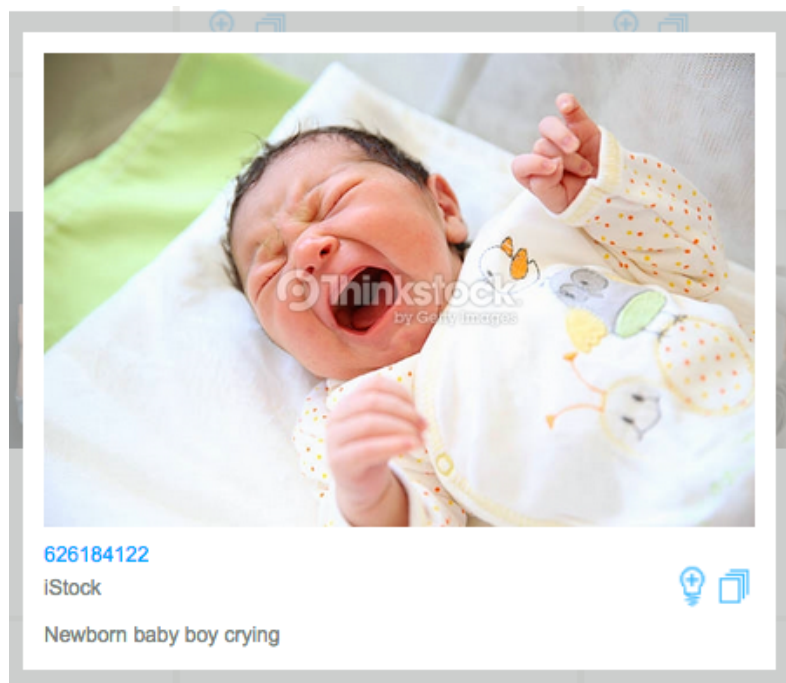 Thinkstock
by Getty Images
626184122
iStock
Newborn baby boy crying